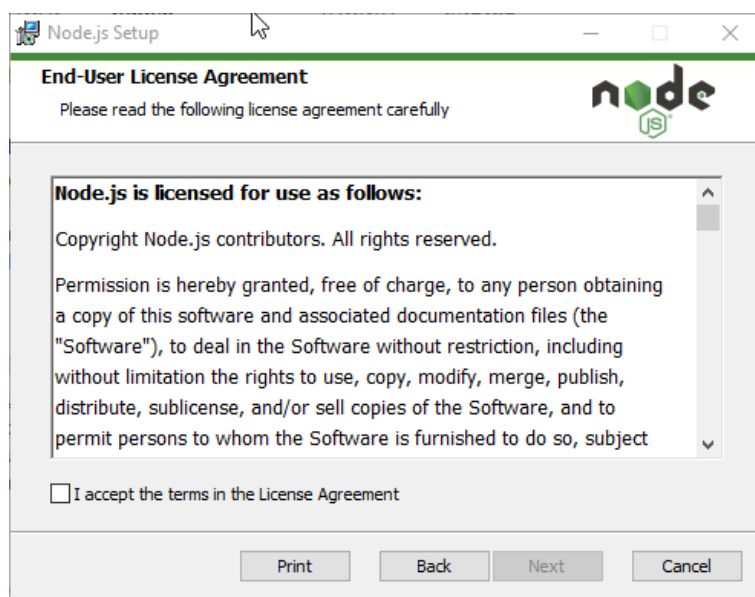 Node.js Setup
End-User License Agreement
Please read the following license agreement carefully
node
JS
Node.js is licensed for use as follows:
Copyright Node.js contributors. All rights reserved.
Permission is hereby granted, free of charge, to any person obtaining
a copy of this software and associated documentation files (the
"Software"), to deal in the Software without restriction, including
without limitation the rights to use, copy, modify, merge, publish,
distribute, sublicense, and/or sell copies of the Software, and to
permit persons to whom the Software is furnished to do so, subject
I accept the terms in the License Agreement
Print Back Next Cancel